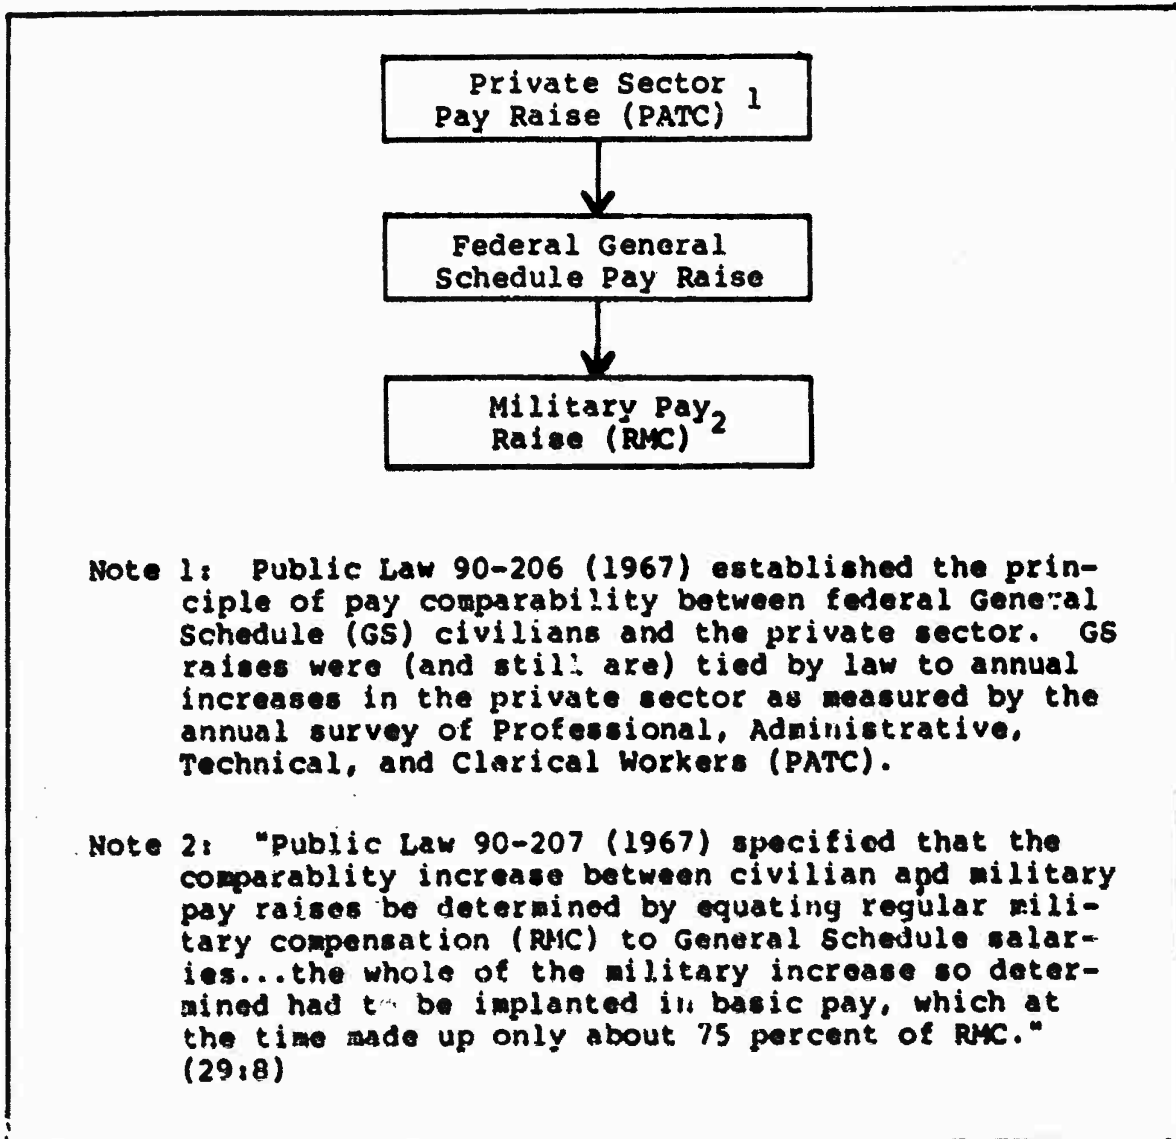 Private Sector 1
Pay Raise (PATC)
Federal General
Schedule Pay Raise
Military Pay 2
Raise (RMC)
Note 1: Public Law 90-206 (1967) established the prin-
ciple of pay comparability between federal General
Schedule (GS) civilians and the private sector. GS
raises were (and still are) tied by law to annual
increases in the private sector as measured by the
annual survey of Professional, Administrative,
Technical, and Clerical Workers (PATC).
Note 2: "Public Law 90-207 (1967) specified that the
comparablity increase between civilian and military
pay raises be determined by equating regular mili-
tary compensation (RMC) to General Schedule salar-
ies...the whole of the military increase so deter-
mined had to be implanted in basic pay, which at
the time made up only about 75 percent of RMC."
(29:8)